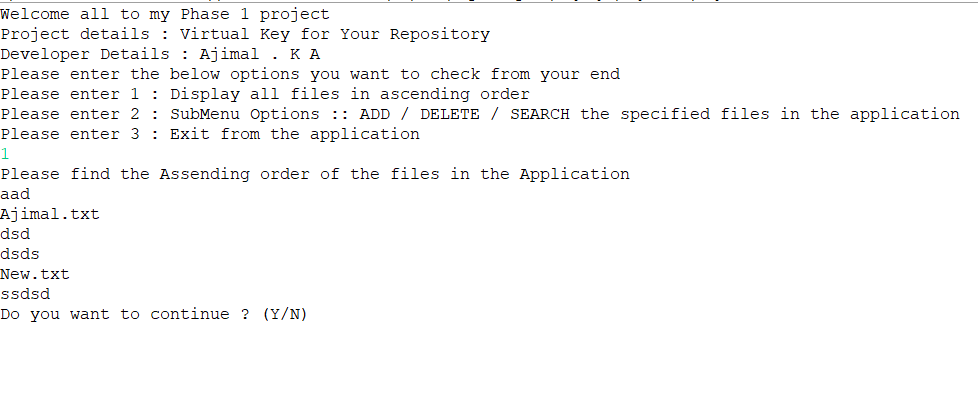 Welcome all to my Phase 1 project
Project details : Virtual Key for Your Repository
Developer Details : Ajimal . K A
Please enter the below options you want to check from your end
Please enter 1 : Display all files in ascending order
Please enter 2 : SubMenu Options :: ADD / DELETE / SEARCH the specified files in the application
Please enter 3 : Exit from the application
1
Please find the Assending order of the files in the Application
aad
Ajimal.txt
dsd
dsds
New.txt
ssdsd
Do you want to continue ? (Y/N)